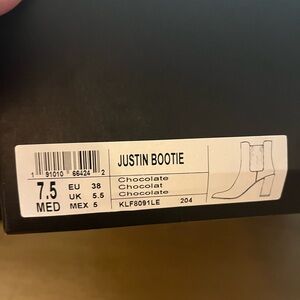 JUSTIN BOOTIE
1 91010 66424 2
7.5 EU 38
UK 5.5
MED MEX 5
Chocolate
Chocolat
Chocolate
KLF8091LE 204